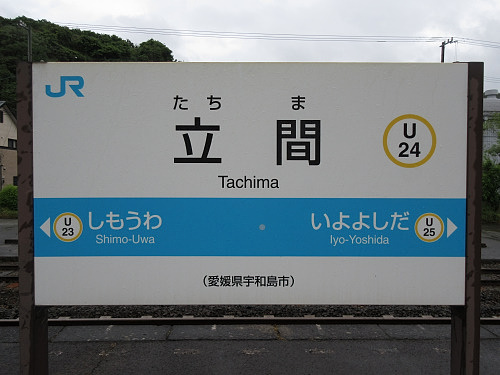 JR
たちま
立間
U
24
Tachima
U
23
しもうわ
Shimo-Uwa
いよよしだ
Iyo-Yoshida
U
25
(愛媛県宇和島市)